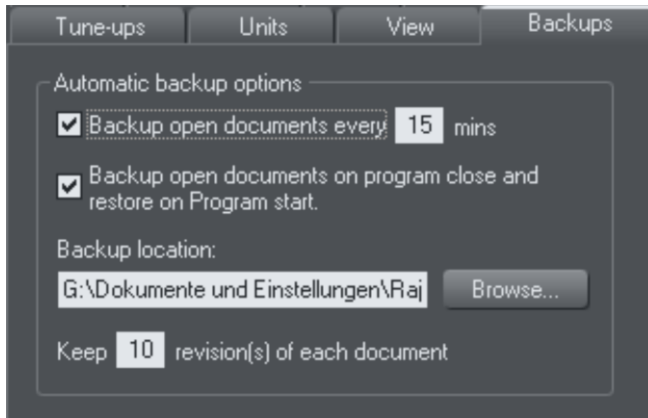 Tune-ups Units View Backups
Automatic backup options
Backup open documents every 15 mins
Backup open documents on program close and
restore on Program start.
Backup location:
G:\Dokumente und Einstellungen\Raj Browse...
Keep 10 revision(s) of each document